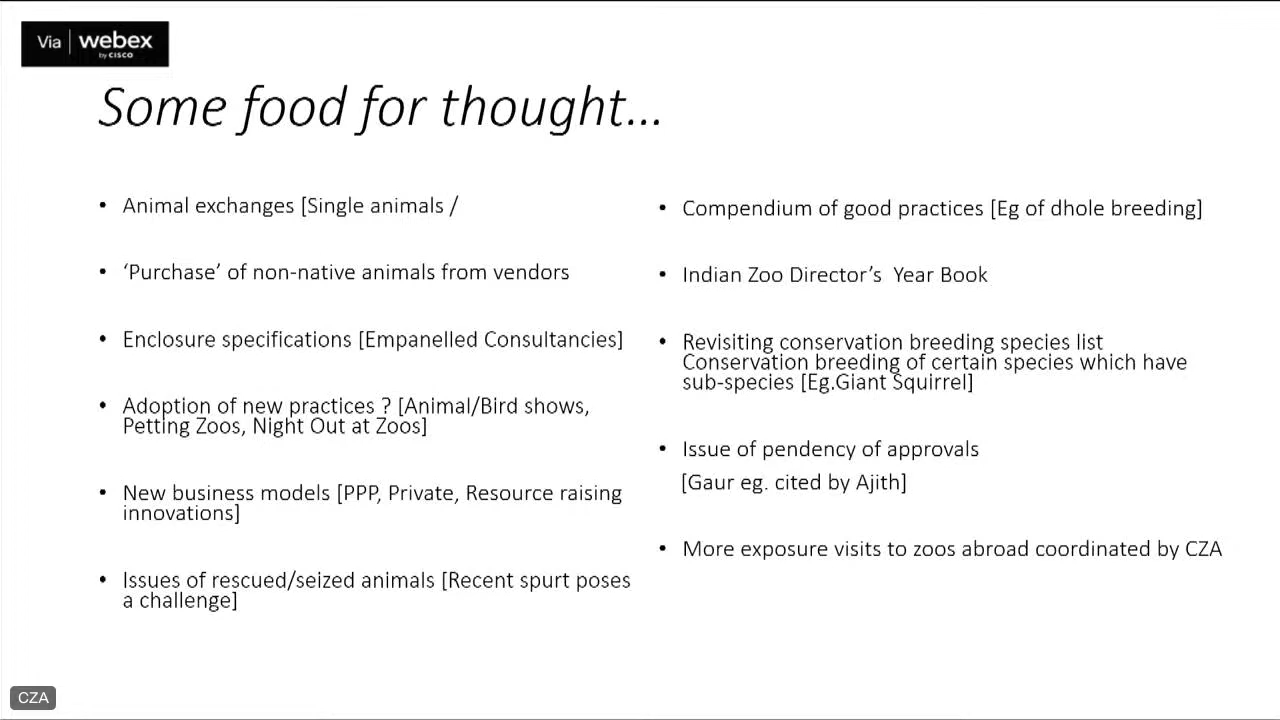 Via | webex
by CISCO
Some food for thought...
• Animal exchanges [Single animals /
• ‘Purchase’ of non-native animals from vendors
• Enclosure specifications [Empanelled Consultancies]
• Adoption of new practices ? [Animal/Bird shows,
Petting Zoos, Night Out at Zoos]
• New business models [PPP, Private, Resource raising
innovations]
• Issues of rescued/seized animals [Recent spurt poses
a challenge]
• Compendium of good practices [Eg of dhole breeding]
• Indian Zoo Director’s Year Book
• Revisiting conservation breeding species list
Conservation breeding of certain species which have
sub-species [Eg.Giant Squirrel]
• Issue of pendency of approvals
[Gaur eg. cited by Ajith]
• More exposure visits to zoos abroad coordinated by CZA
CZA